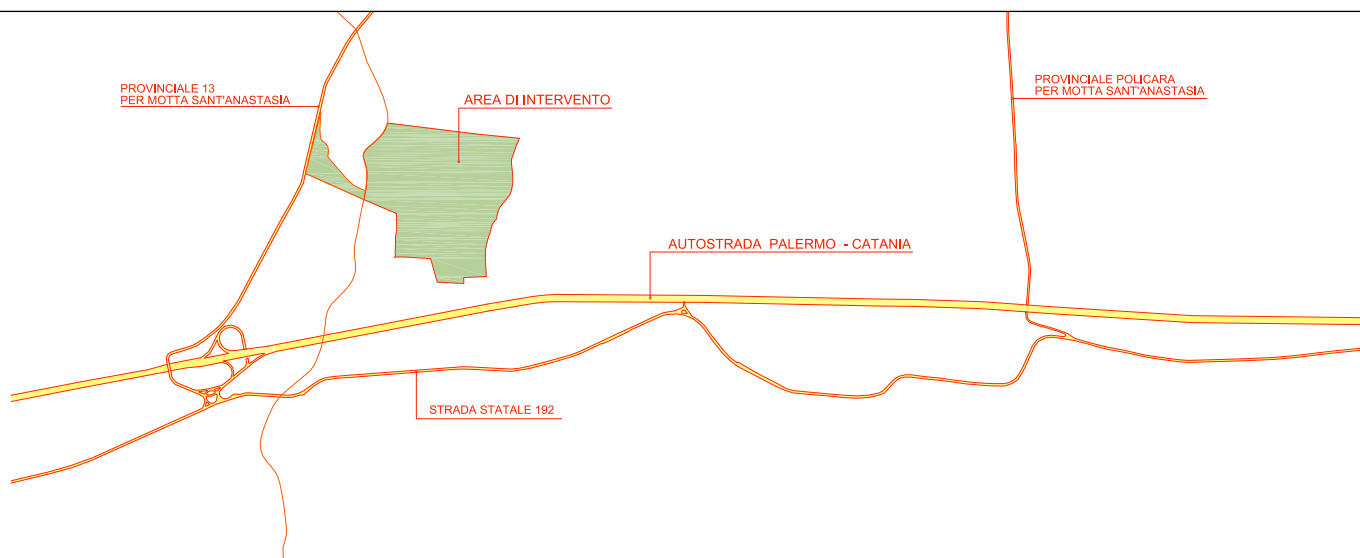 PROVINCIALE 13
PER MOTTA SANT'ANASTASIA
AREA DI INTERVENTO
PROVINCIALE POLICARA
PER MOTTA SANT'ANASTASIA
AUTOSTRADA PALERMO - CATANIA
STRADA STATALE 192